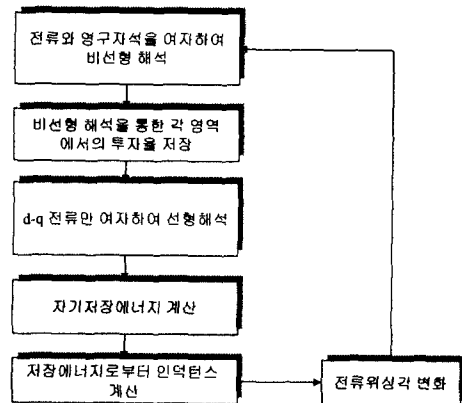 전류와 영구자석을 여자하여
비선형 해석
비선형 해석을 통한 각 영역
에서의 투자율 저장
d-q 전류만 여자하여 선형해석
자기저장에너지 계산
저장에너지로부터 인덕턴스
계산
전류위상각 변화